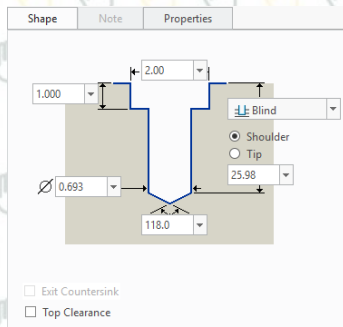 Shape Note Properties
2.00
1.000
Blind
Shoulder
Tip
25.98
Ø 0.693
118.0
Exit Countersink
Top Clearance